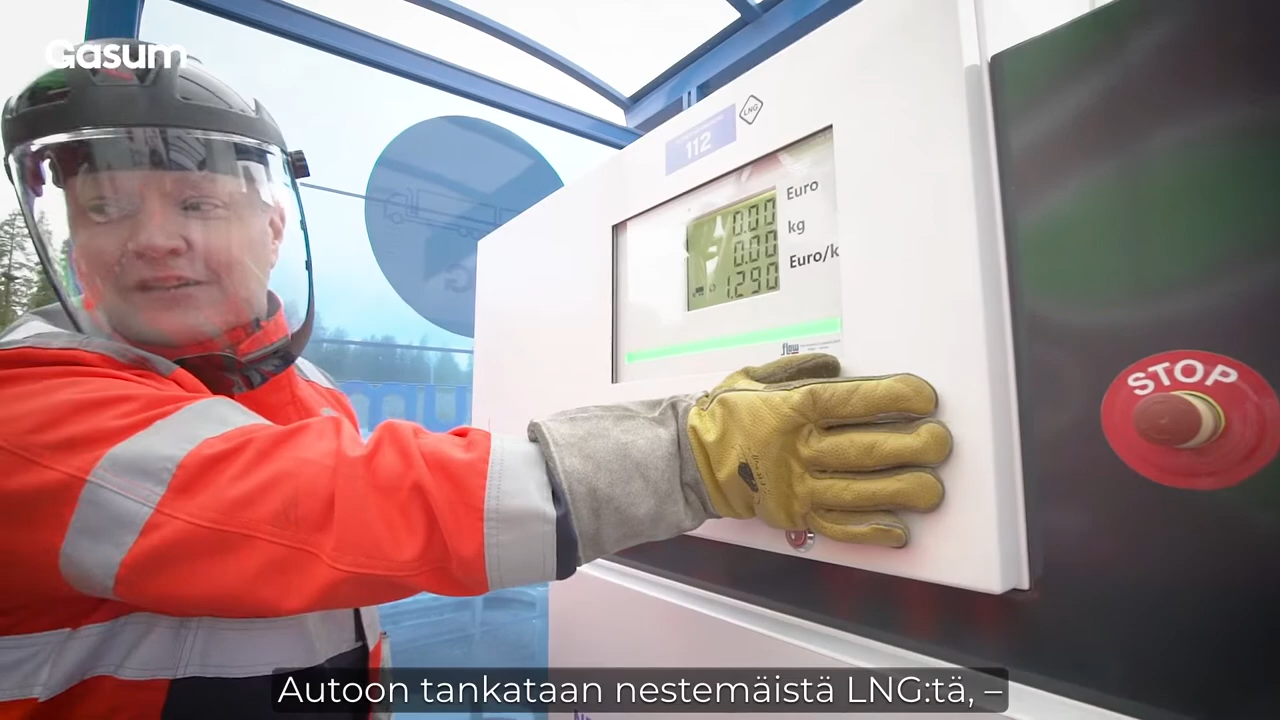 Gasum
LNG
112
0.00 Euro
0.00 kg
1.290 Euro/k
flow
STOP
Autoon tankataan nestemäistä LNG:tä, –